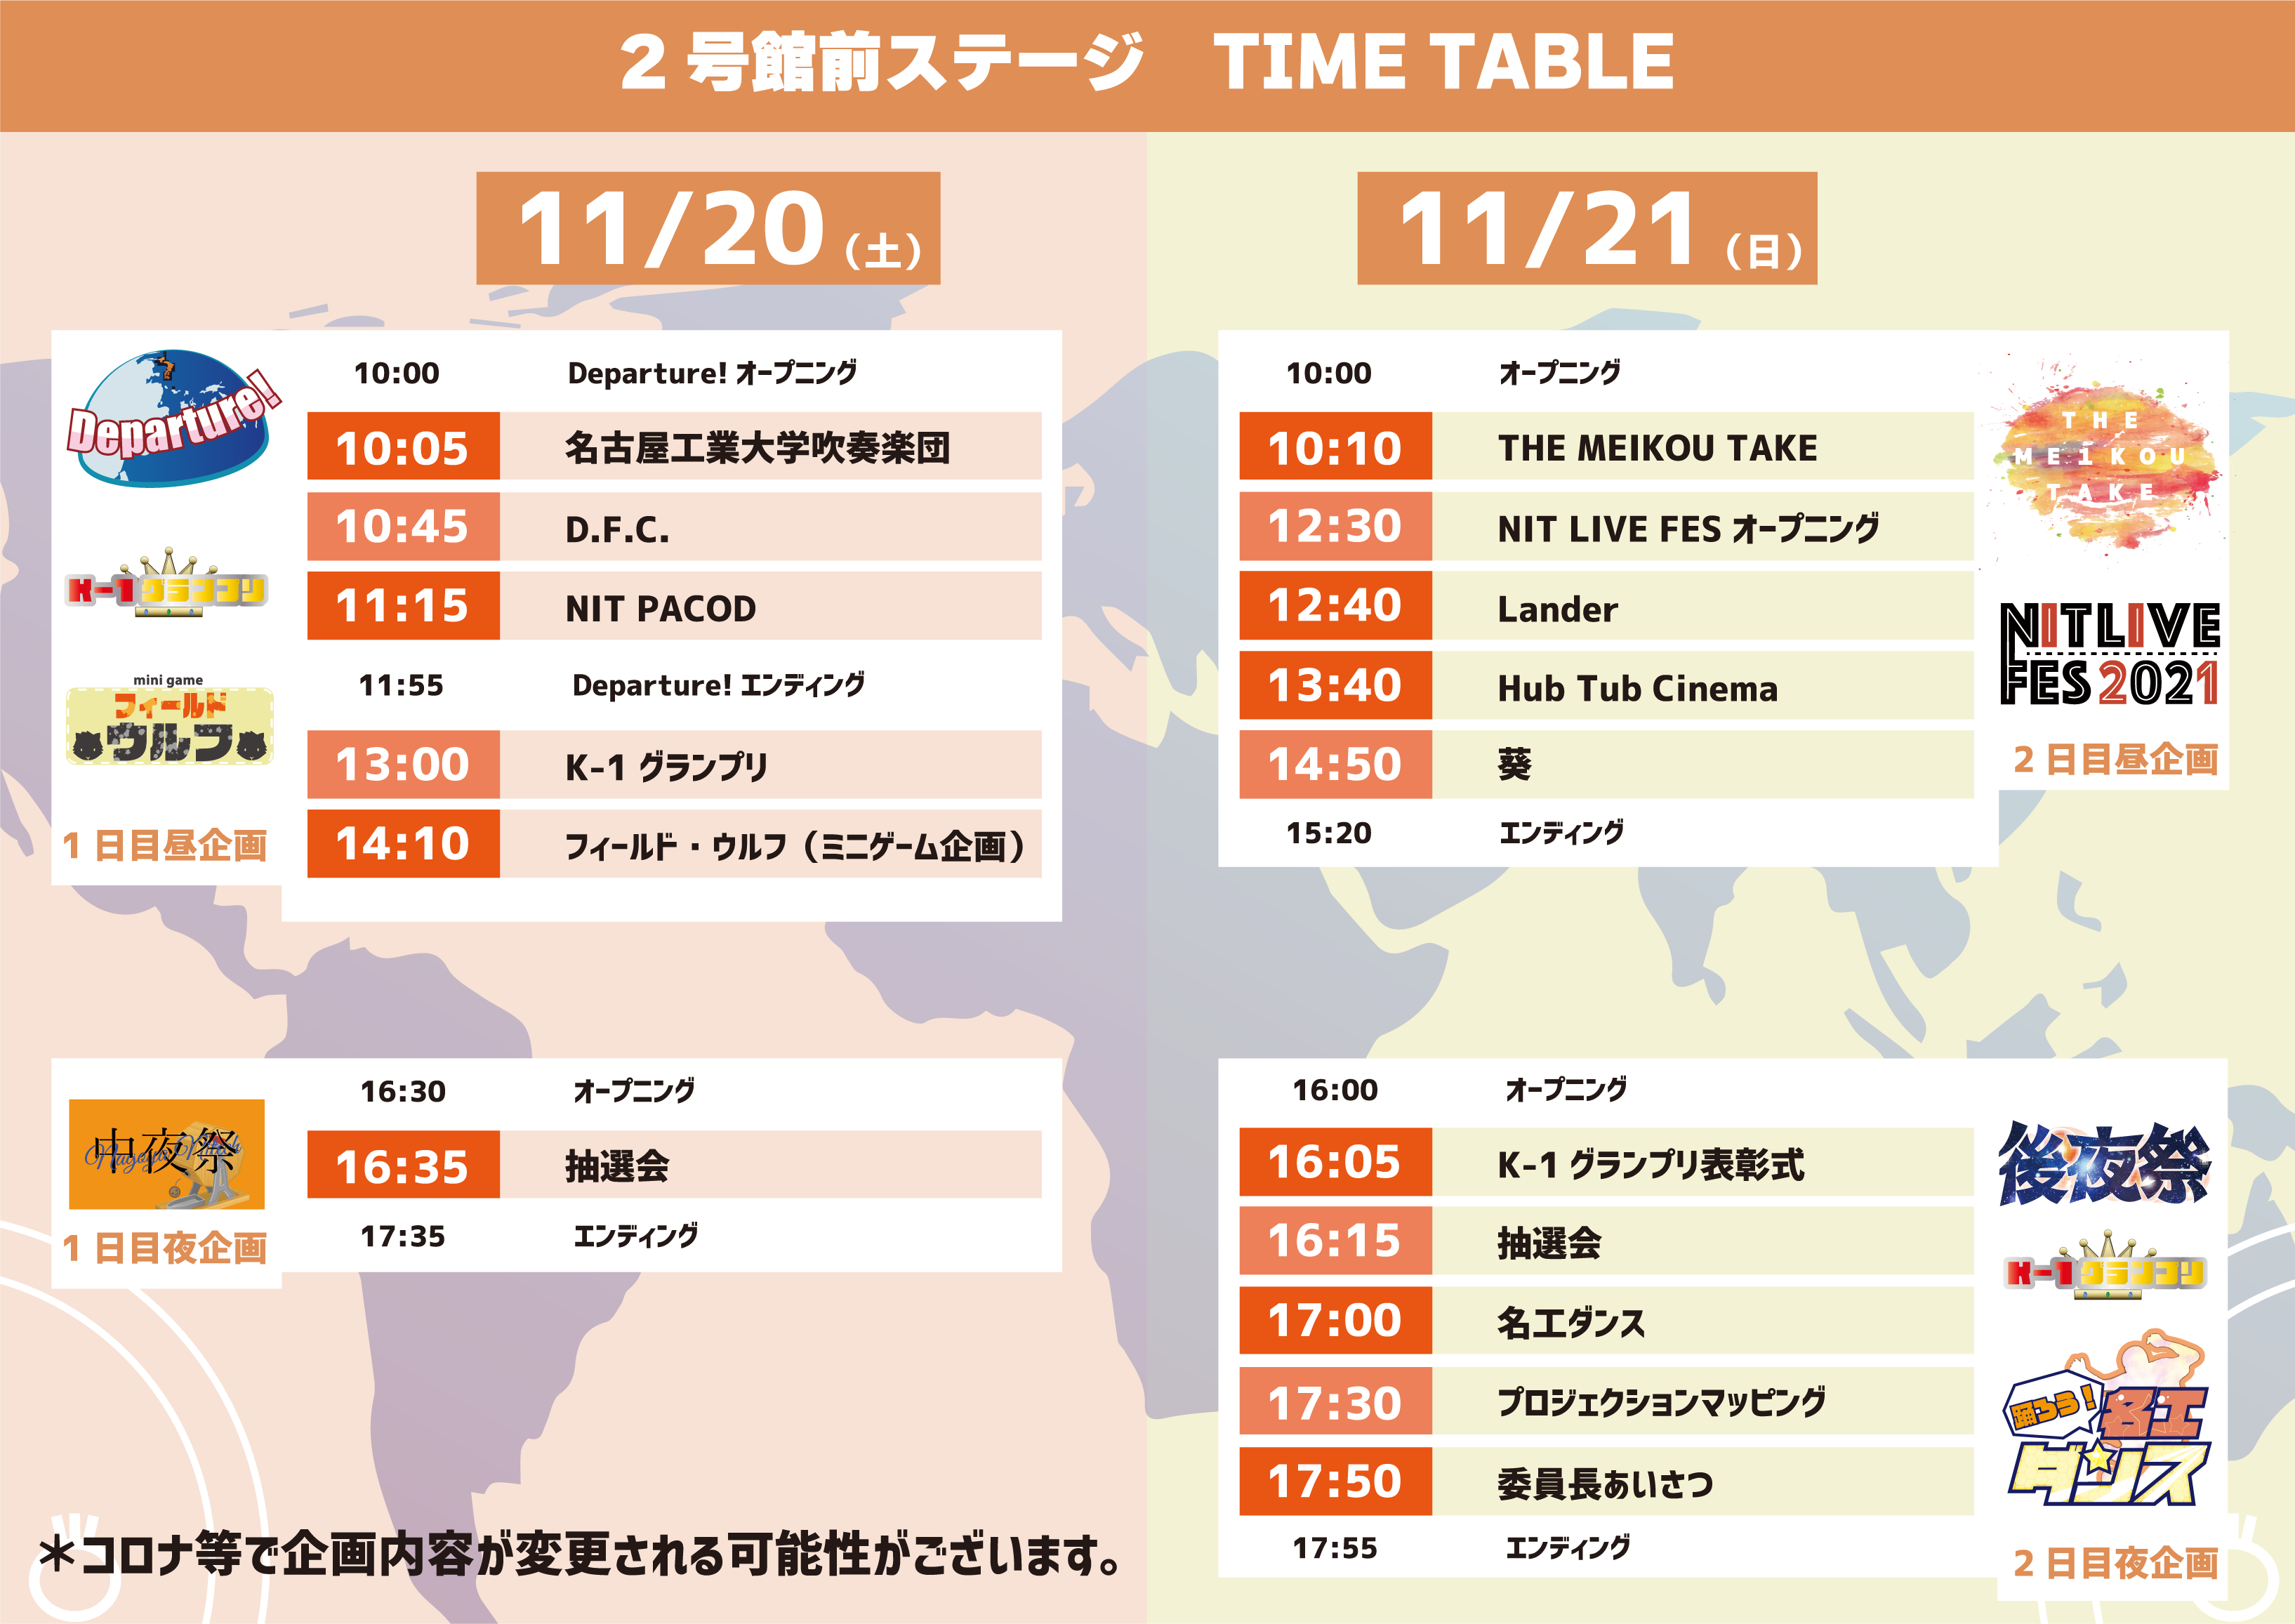 2号館前ステージ TIME TABLE
11/20（土）
Departure!
K-1グランプリ
mini game
フィールド
ウルフ
1日目昼企画
10:00 Departure! オープニング
10:05 名古屋工業大学吹奏楽団
10:45 D.F.C.
11:15 NIT PACOD
11:55 Departure! エンディング
13:00 K-1 グランプリ
14:10 フィールド・ウルフ（ミニゲーム企画）
中夜祭
1日目夜企画
16:30 オープニング
16:35 抽選会
17:35 エンディング
＊コロナ等で企画内容が変更される可能性がございます。
11/21（日）
10:00 オープニング
10:10 THE MEIKOU TAKE
12:30 NIT LIVE FES オープニング
12:40 Lander
13:40 Hub Tub Cinema
14:50 葵
15:20 エンディング
THE
MEIKOU
TAKE
NITLIVE
FES 2021
2日目昼企画
16:00 オープニング
16:05 K-1 グランプリ表彰式
16:15 抽選会
17:00 名工ダンス
17:30 プロジェクションマッピング
17:50 委員長あいさつ
17:55 エンディング
後夜祭
K-1グランプリ
踊ろう！名工
ダンス
2日目夜企画